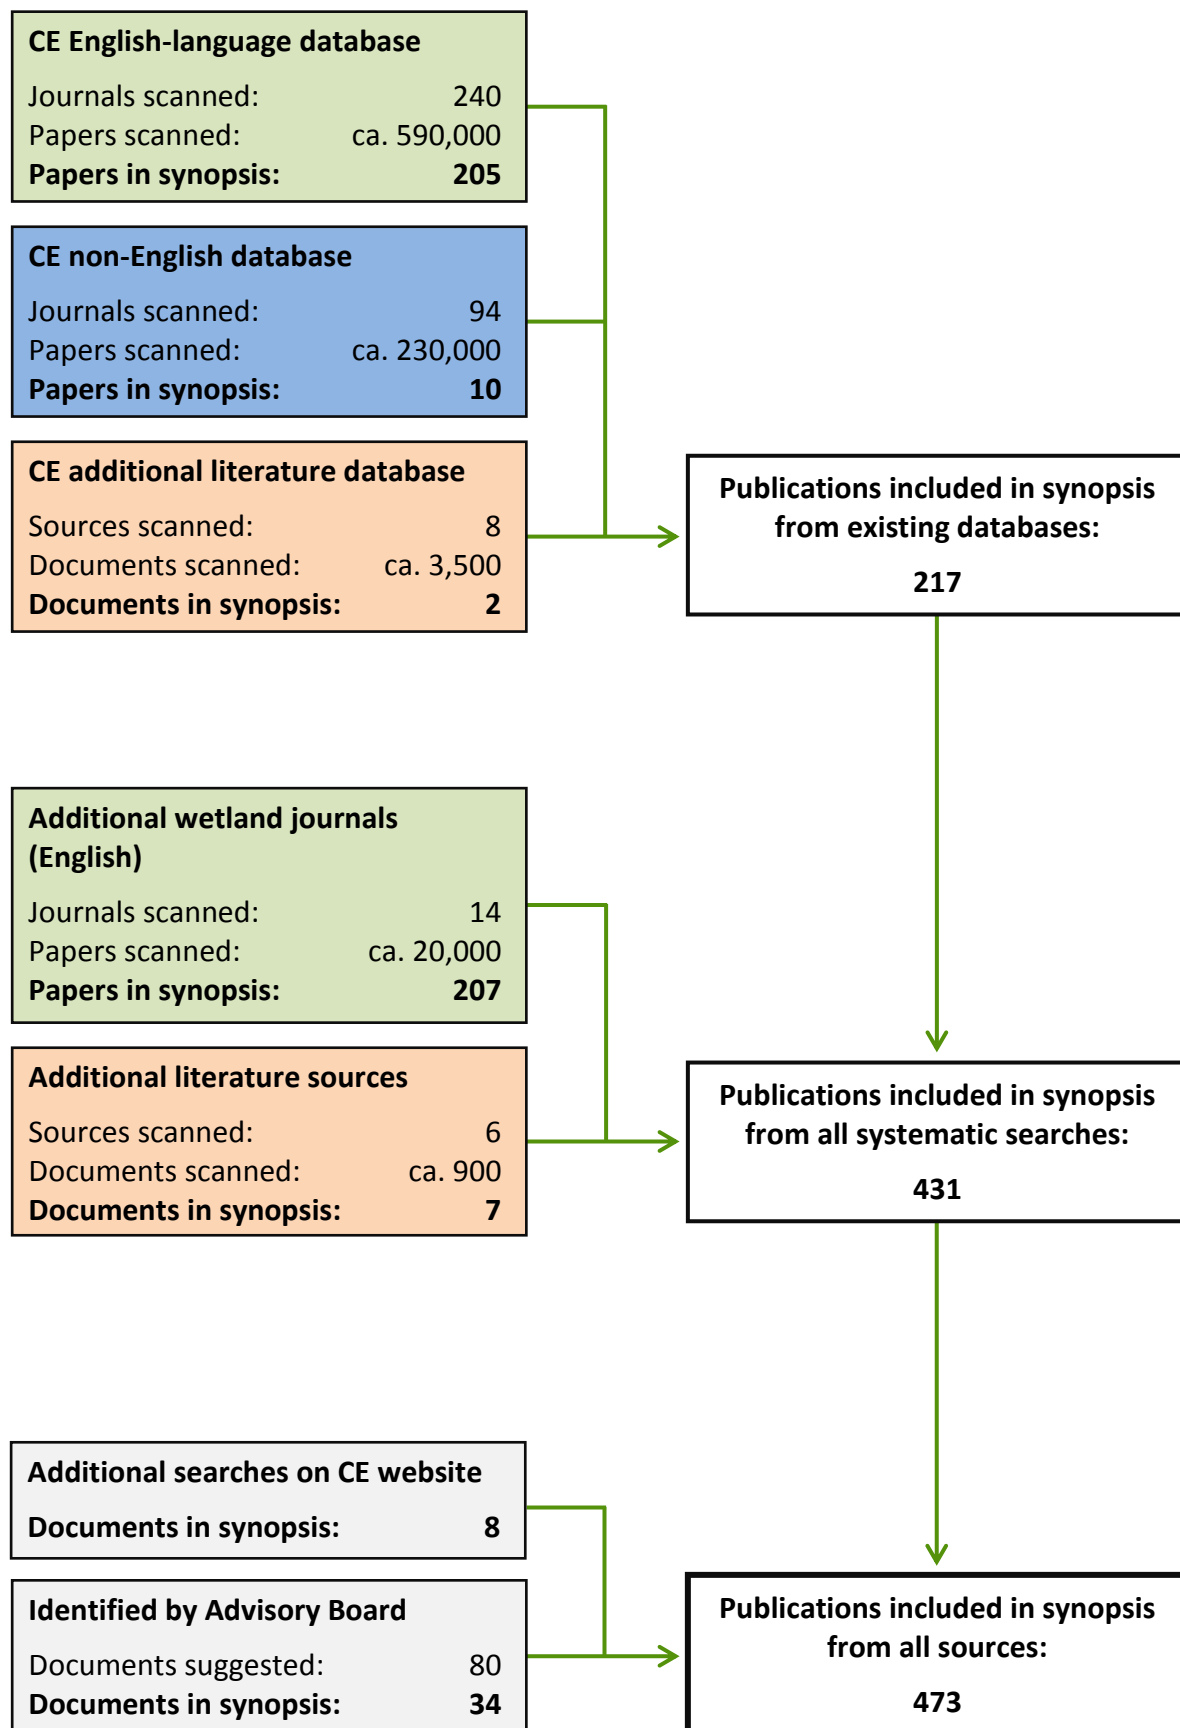 CE English-language database
Journals scanned: 240
Papers scanned: ca. 590,000
Papers in synopsis: 205
CE non-English database
Journals scanned: 94
Papers scanned: ca. 230,000
Papers in synopsis: 10
CE additional literature database
Sources scanned: 8
Documents scanned: ca. 3,500
Documents in synopsis: 2
Publications included in synopsis
from existing databases:
217
Additional wetland journals
(English)
Journals scanned: 14
Papers scanned: ca. 20,000
Papers in synopsis: 207
Additional literature sources
Sources scanned: 6
Documents scanned: ca. 900
Documents in synopsis: 7
Publications included in synopsis
from all systematic searches:
431
Additional searches on CE website
Documents in synopsis: 8
Identified by Advisory Board
Documents suggested: 80
Documents in synopsis: 34
Publications included in synopsis
from all sources:
473